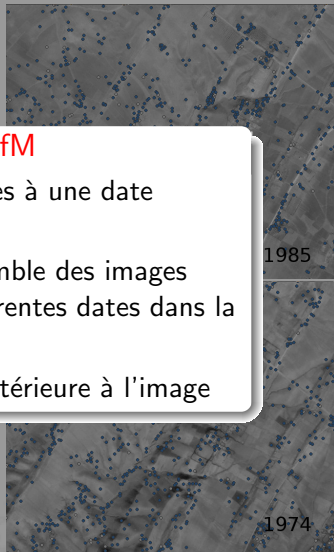 fM
es à une date
1985
mble des images
rentes dates dans la
térieure à l'image
1974